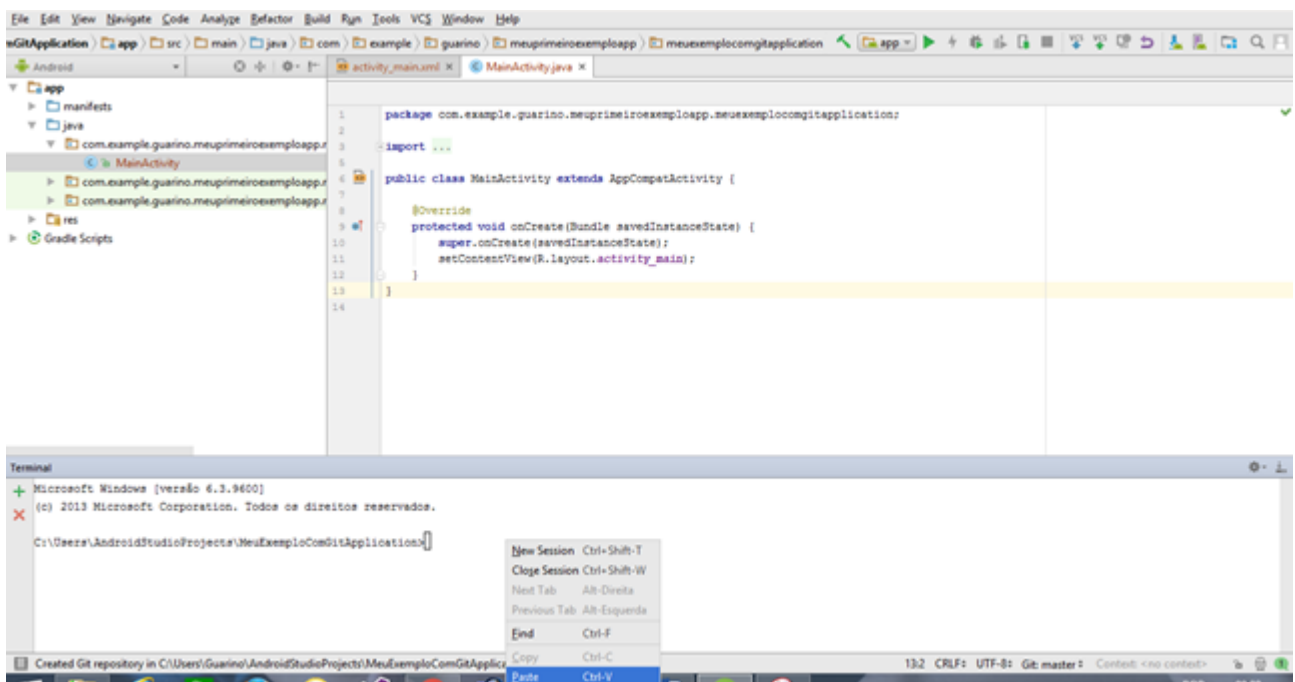 File Edit View Navigate Code Analyze Refactor Build Run Tools VCS Window Help
GitApplication app src main java com example guarino meuprimeiroexemploapp meuexemplocomgitapplication app
Android activity_main.xml MainActivity.java
app
manifests
java
com.example.guarino.meuprimeiroexemploapp.
MainActivity
com.example.guarino.meuprimeiroexemploapp.
com.example.guarino.meuprimeiroexemploapp.
res
Gradle Scripts
1 package com.example.guarino.meuprimeiroexemploapp.meuexemplocomgitapplication;
2
3 import ...
5
6 public class MainActivity extends AppCompatActivity {
7
8 @Override
9 protected void onCreate(Bundle savedInstanceState) {
10 super.onCreate(savedInstanceState);
11 setContentView(R.layout.activity_main);
12 }
13 }
14
Terminal
Microsoft Windows [versão 6.3.9600]
(c) 2013 Microsoft Corporation. Todos os direitos reservados.
C:\Users\AndroidStudioProjects\MeuExemploComGitApplication>
New Session Ctrl+Shift-T
Close Session Ctrl+Shift-W
Next Tab Alt-Direita
Previous Tab Alt-Esquerda
Find Ctrl-F
Copy Ctrl-C
Paste Ctrl-V
Created Git repository in C:\Users\Guarino\AndroidStudioProjects\MeuExemploComGitApplica
13:2 CRLF UTF-8 Git: master Context: <no context>